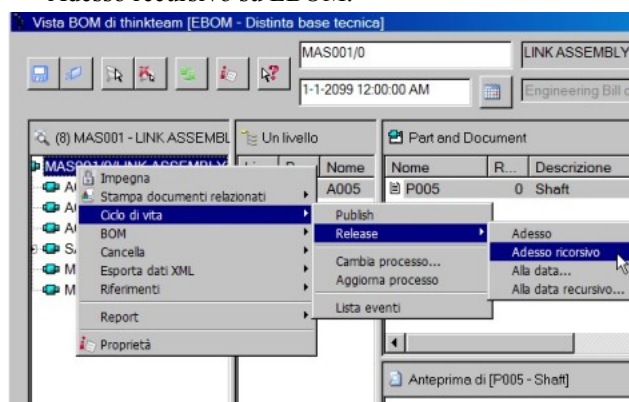 Adesso recursivo su EBOM.
Vista BOM di thinkteam [EBOM - Distinta base tecnica]
MAS001/0
LINK ASSEMBLY
1-1-2099 12:00:00 AM
Engineering Bill
(8) MAS001 - LINK ASSEMBL
Un livello
Part and Document
Nome
Nome
R...
Descrizione
A005
P005
0
Shaft
Impegna
Stampa documenti relazionati
Ciclo di vita
BOM
Cancella
Esporta dati XML
Riferimenti
Report
Proprietà
Publish
Release
Cambia processo...
Aggiorna processo
Lista eventi
Adesso
Adesso ricorsivo
Alla data...
Alla data recursivo...
Anteprima di [P005 - Shaft]